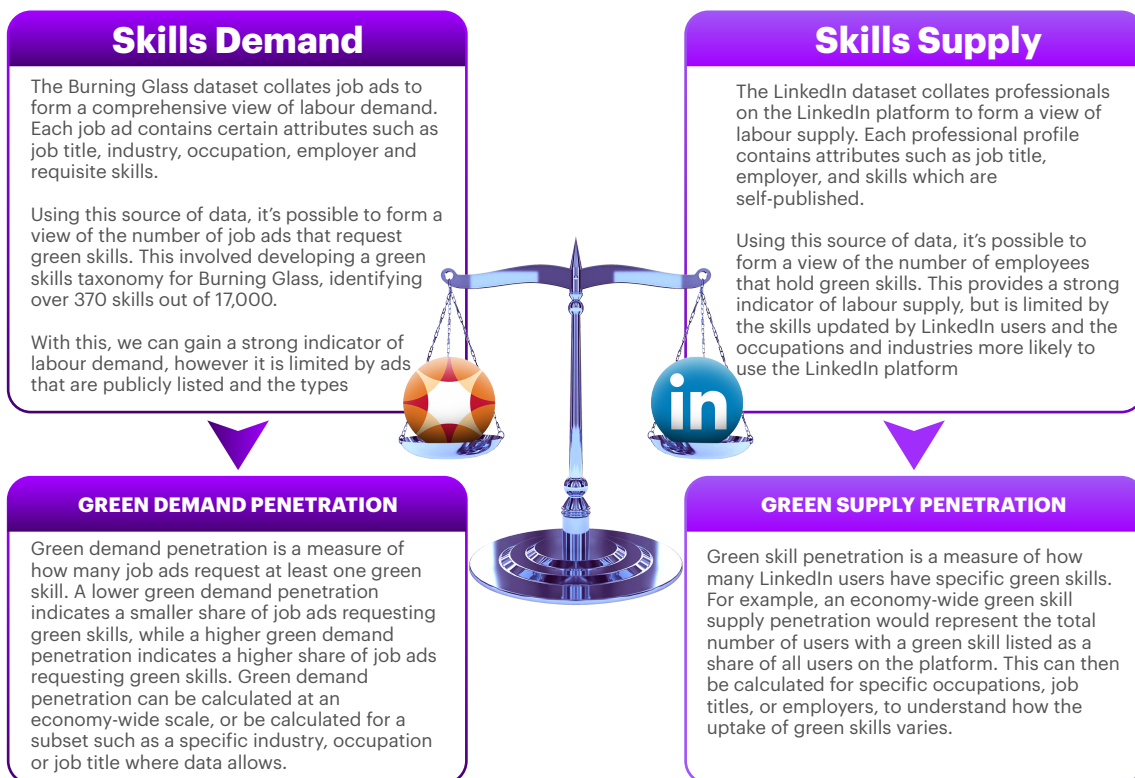 Skills Demand
The Burning Glass dataset collates job ads to
form a comprehensive view of labour demand.
Each job ad contains certain attributes such as
job title, industry, occupation, employer and
requisite skills.
Using this source of data, it’s possible to form a
view of the number of job ads that request
green skills. This involved developing a green
skills taxonomy for Burning Glass, identifying
over 370 skills out of 17,000.
With this, we can gain a strong indicator of
labour demand, however it is limited by ads
that are publicly listed and the types
Skills Supply
The LinkedIn dataset collates professionals
on the LinkedIn platform to form a view of
labour supply. Each professional profile
contains attributes such as job title,
employer, and skills which are
self-published.
Using this source of data, it’s possible to
form a view of the number of employees
that hold green skills. This provides a strong
indicator of labour supply, but is limited by
the skills updated by LinkedIn users and the
occupations and industries more likely to
use the LinkedIn platform
in
GREEN DEMAND PENETRATION
Green demand penetration is a measure of
how many job ads request at least one green
skill. A lower green demand penetration
indicates a smaller share of job ads requesting
green skills, while a higher green demand
penetration indicates a higher share of job ads
requesting green skills. Green demand
penetration can be calculated at an
economy-wide scale, or be calculated for a
subset such as a specific industry, occupation
or job title where data allows.
GREEN SUPPLY PENETRATION
Green skill penetration is a measure of how
many LinkedIn users have specific green skills.
For example, an economy-wide green skill
supply penetration would represent the total
number of users with a green skill listed as a
share of all users on the platform. This can then
be calculated for specific occupations, job
titles, or employers, to understand how the
uptake of green skills varies.